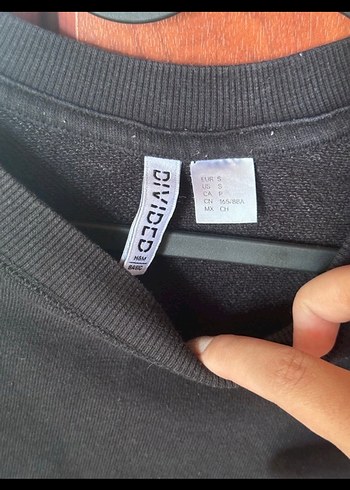 DIVIDED
H&M
BASIC
EUR S
US S
CA P
CN 165/88A
MX CH